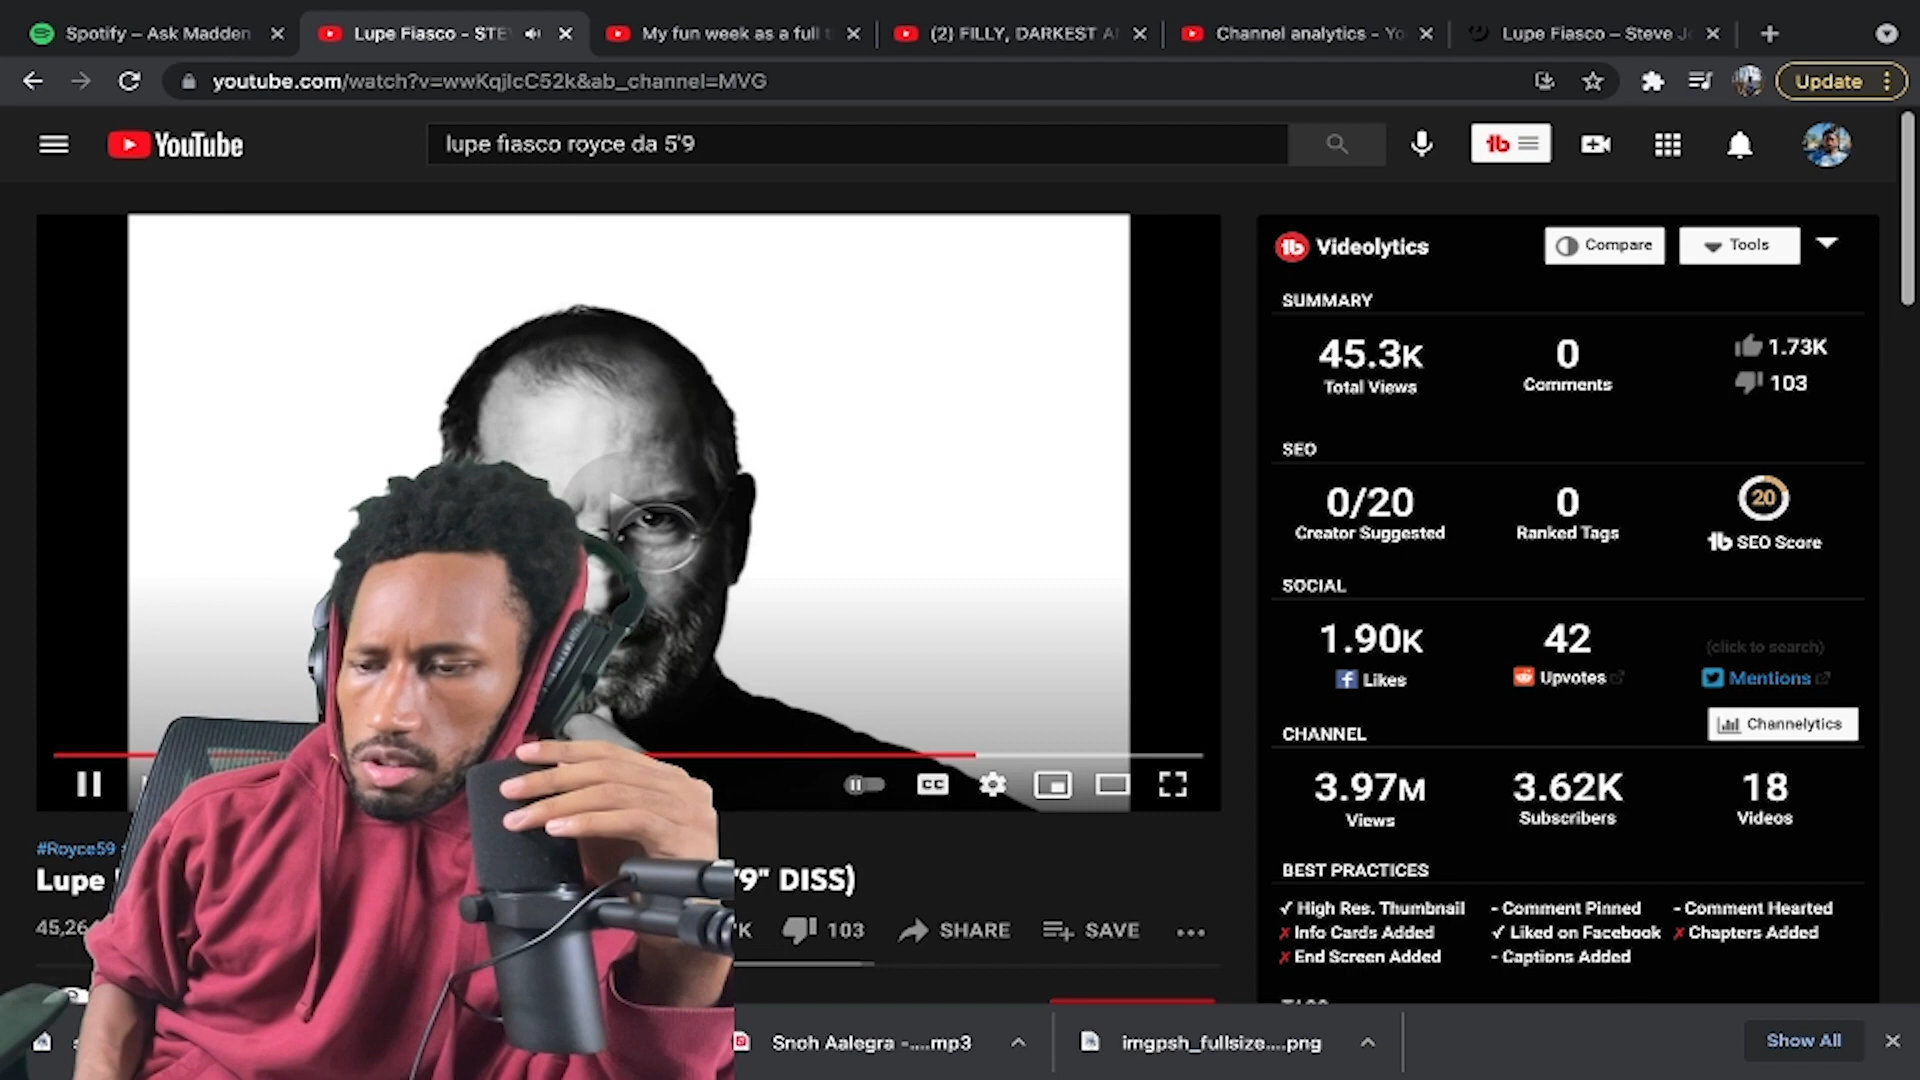 Spotify – Ask Madden
Lupe Fiasco - STE
My fun week as a full t
(2) FILLY, DARKEST A
Channel analytics - Yo
Lupe Fiasco – Steve J
youtube.com/watch?v=wwKqjlcC52k&ab_channel=MVG
Update
YouTube
lupe fiasco royce da 5'9
Videolytics
Compare
Tools
SUMMARY
45.3K
0
1.73K
Total Views
Comments
103
SEO
0/20
0
20
Creator Suggested
Ranked Tags
SEO Score
SOCIAL
1.90K
42
(click to search)
Likes
Upvotes
Mentions
Channelytics
CHANNEL
3.97M
3.62K
18
Views
Subscribers
Videos
BEST PRACTICES
✓ High Res. Thumbnail
- Comment Pinned
- Comment Hearted
✗ Info Cards Added
✓ Liked on Facebook
✗ Chapters Added
✗ End Screen Added
- Captions Added
CC
#Royce59
Lupe
'9" DISS)
45,264
K
103
SHARE
SAVE
Snoh Aalegra -....mp3
imgpsh_fullsize....png
Show All